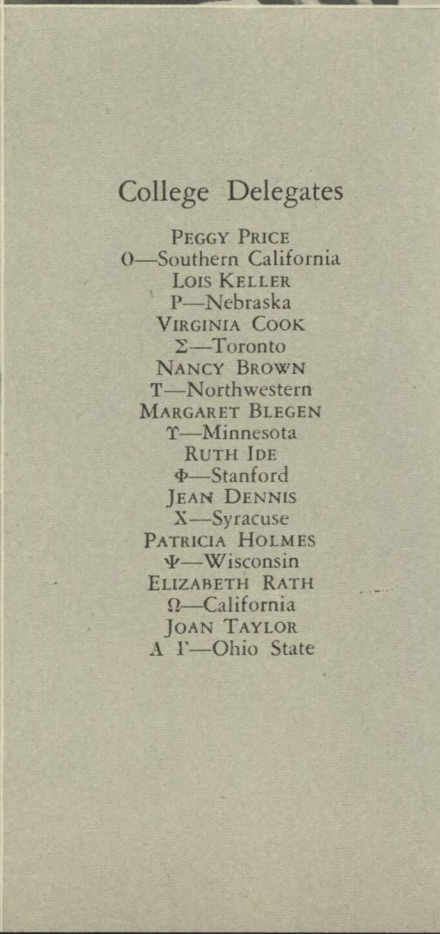 College Delegates
PEGGY PRICE
O—Southern California
LOIS KELLER
Ρ—Nebraska
VIRGINIA COOK
Σ—Toronto
NANCY BROWN
Τ—Northwestern
MARGARET BLEGEN
ϒ—Minnesota
RUTH IDE
Φ—Stanford
JEAN DENNIS
Χ—Syracuse
PATRICIA HOLMES
Ψ—Wisconsin
ELIZABETH RATH
Ω—California
JOAN TAYLOR
Α Γ—Ohio State